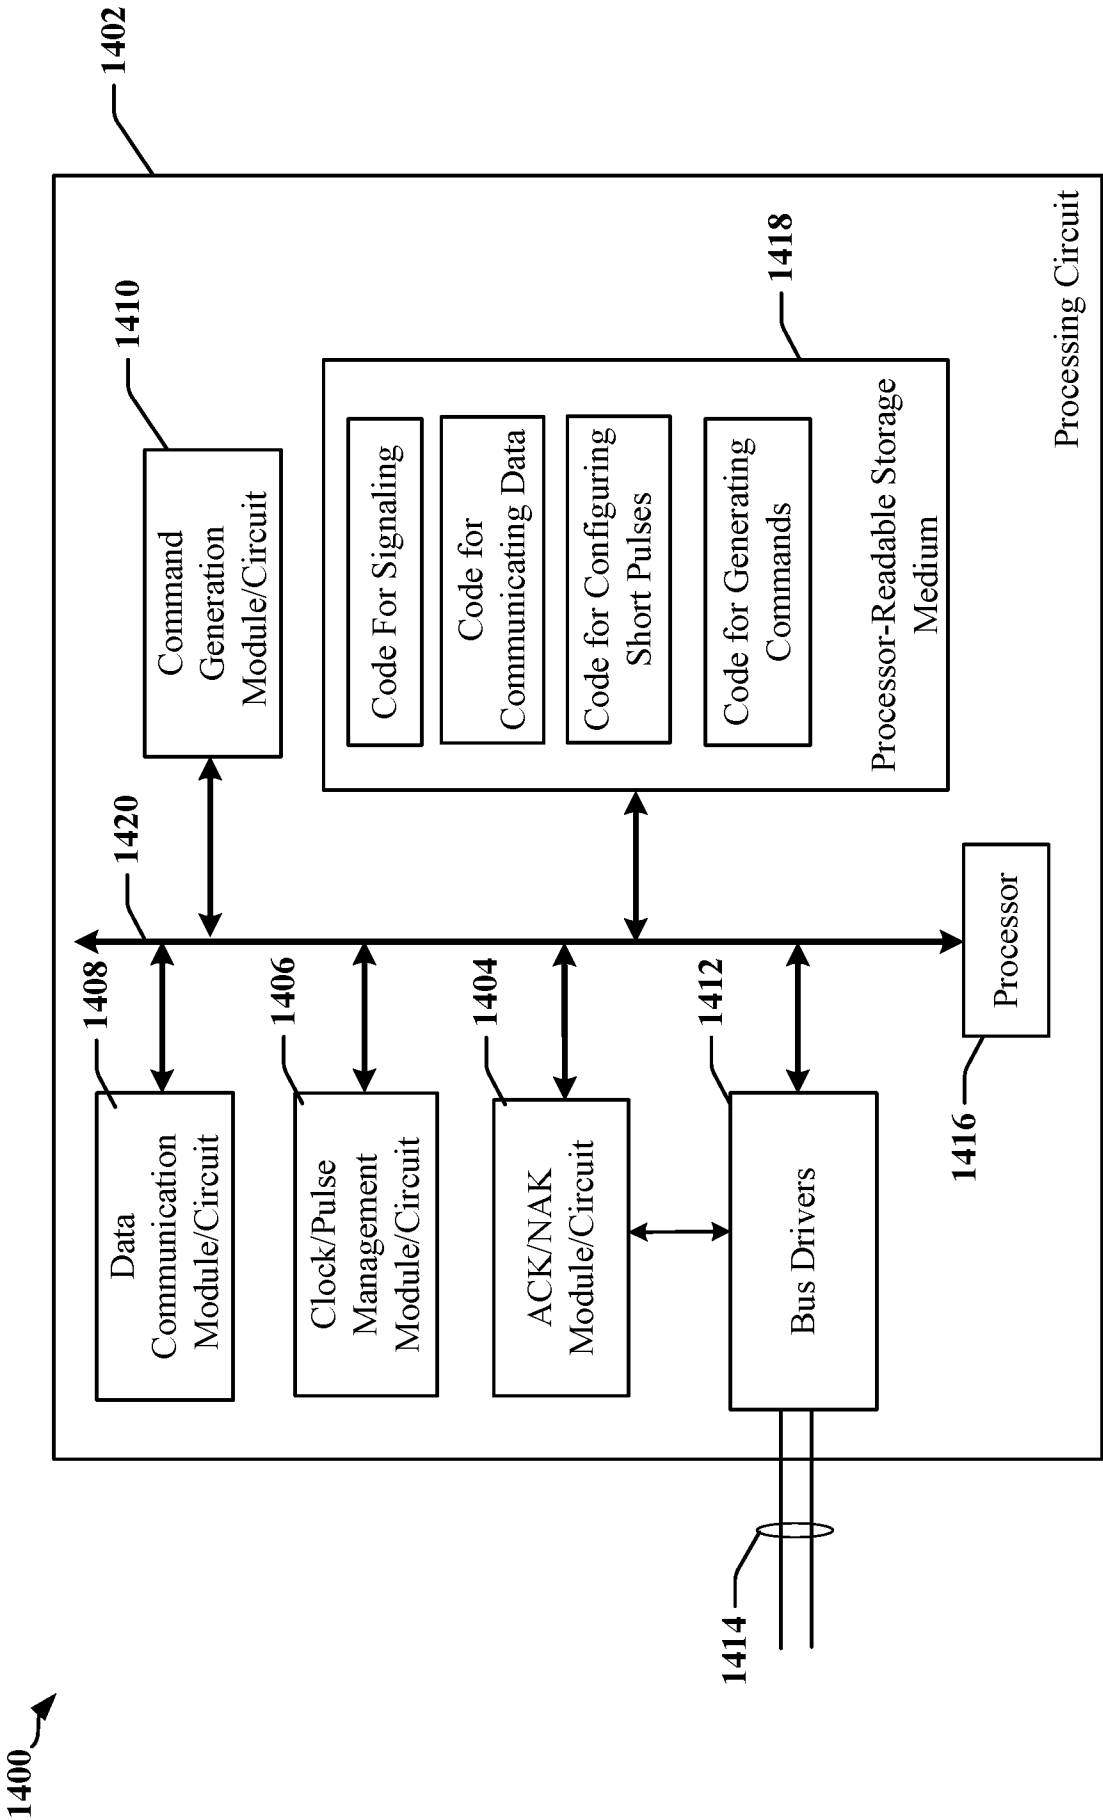 1400
1402
1408
Data
Communication
Module/Circuit
1420
1410
Command
Generation
Module/Circuit
1406
Clock/Pulse
Management
Module/Circuit
1404
ACK/NAK
Module/Circuit
1418
Code For Signaling
Code for
Communicating Data
Code for Configuring
Short Pulses
Code for Generating
Commands
Processor-Readable Storage
Medium
1414
1412
Bus Drivers
1416
Processor
Processing Circuit